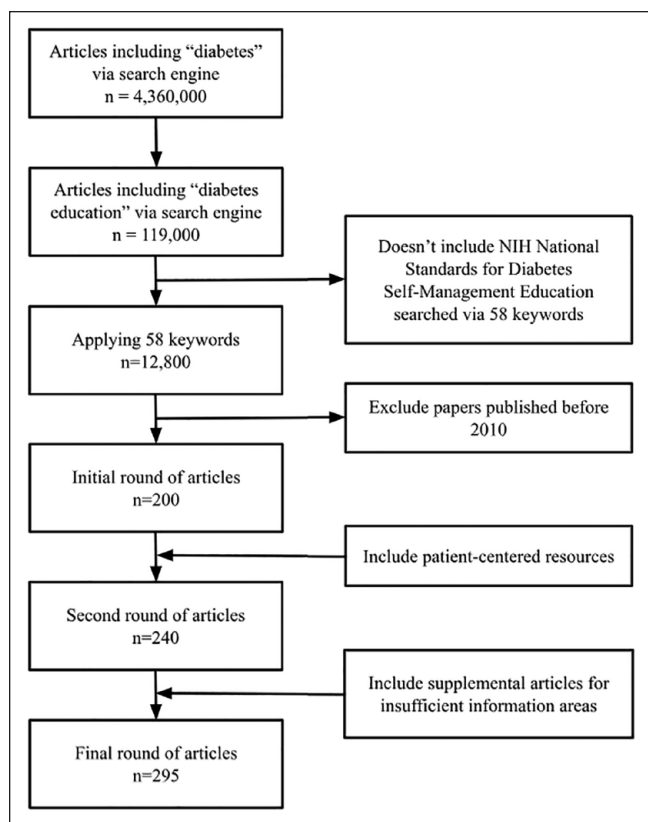 Articles including “diabetes”
via search engine
n = 4,360,000
Articles including “diabetes
education” via search engine
n = 119,000
Doesn’t include NIH National
Standards for Diabetes
Self-Management Education
searched via 58 keywords
Applying 58 keywords
n=12,800
Exclude papers published before
2010
Initial round of articles
n=200
Include patient-centered resources
Second round of articles
n=240
Include supplemental articles for
insufficient information areas
Final round of articles
n=295